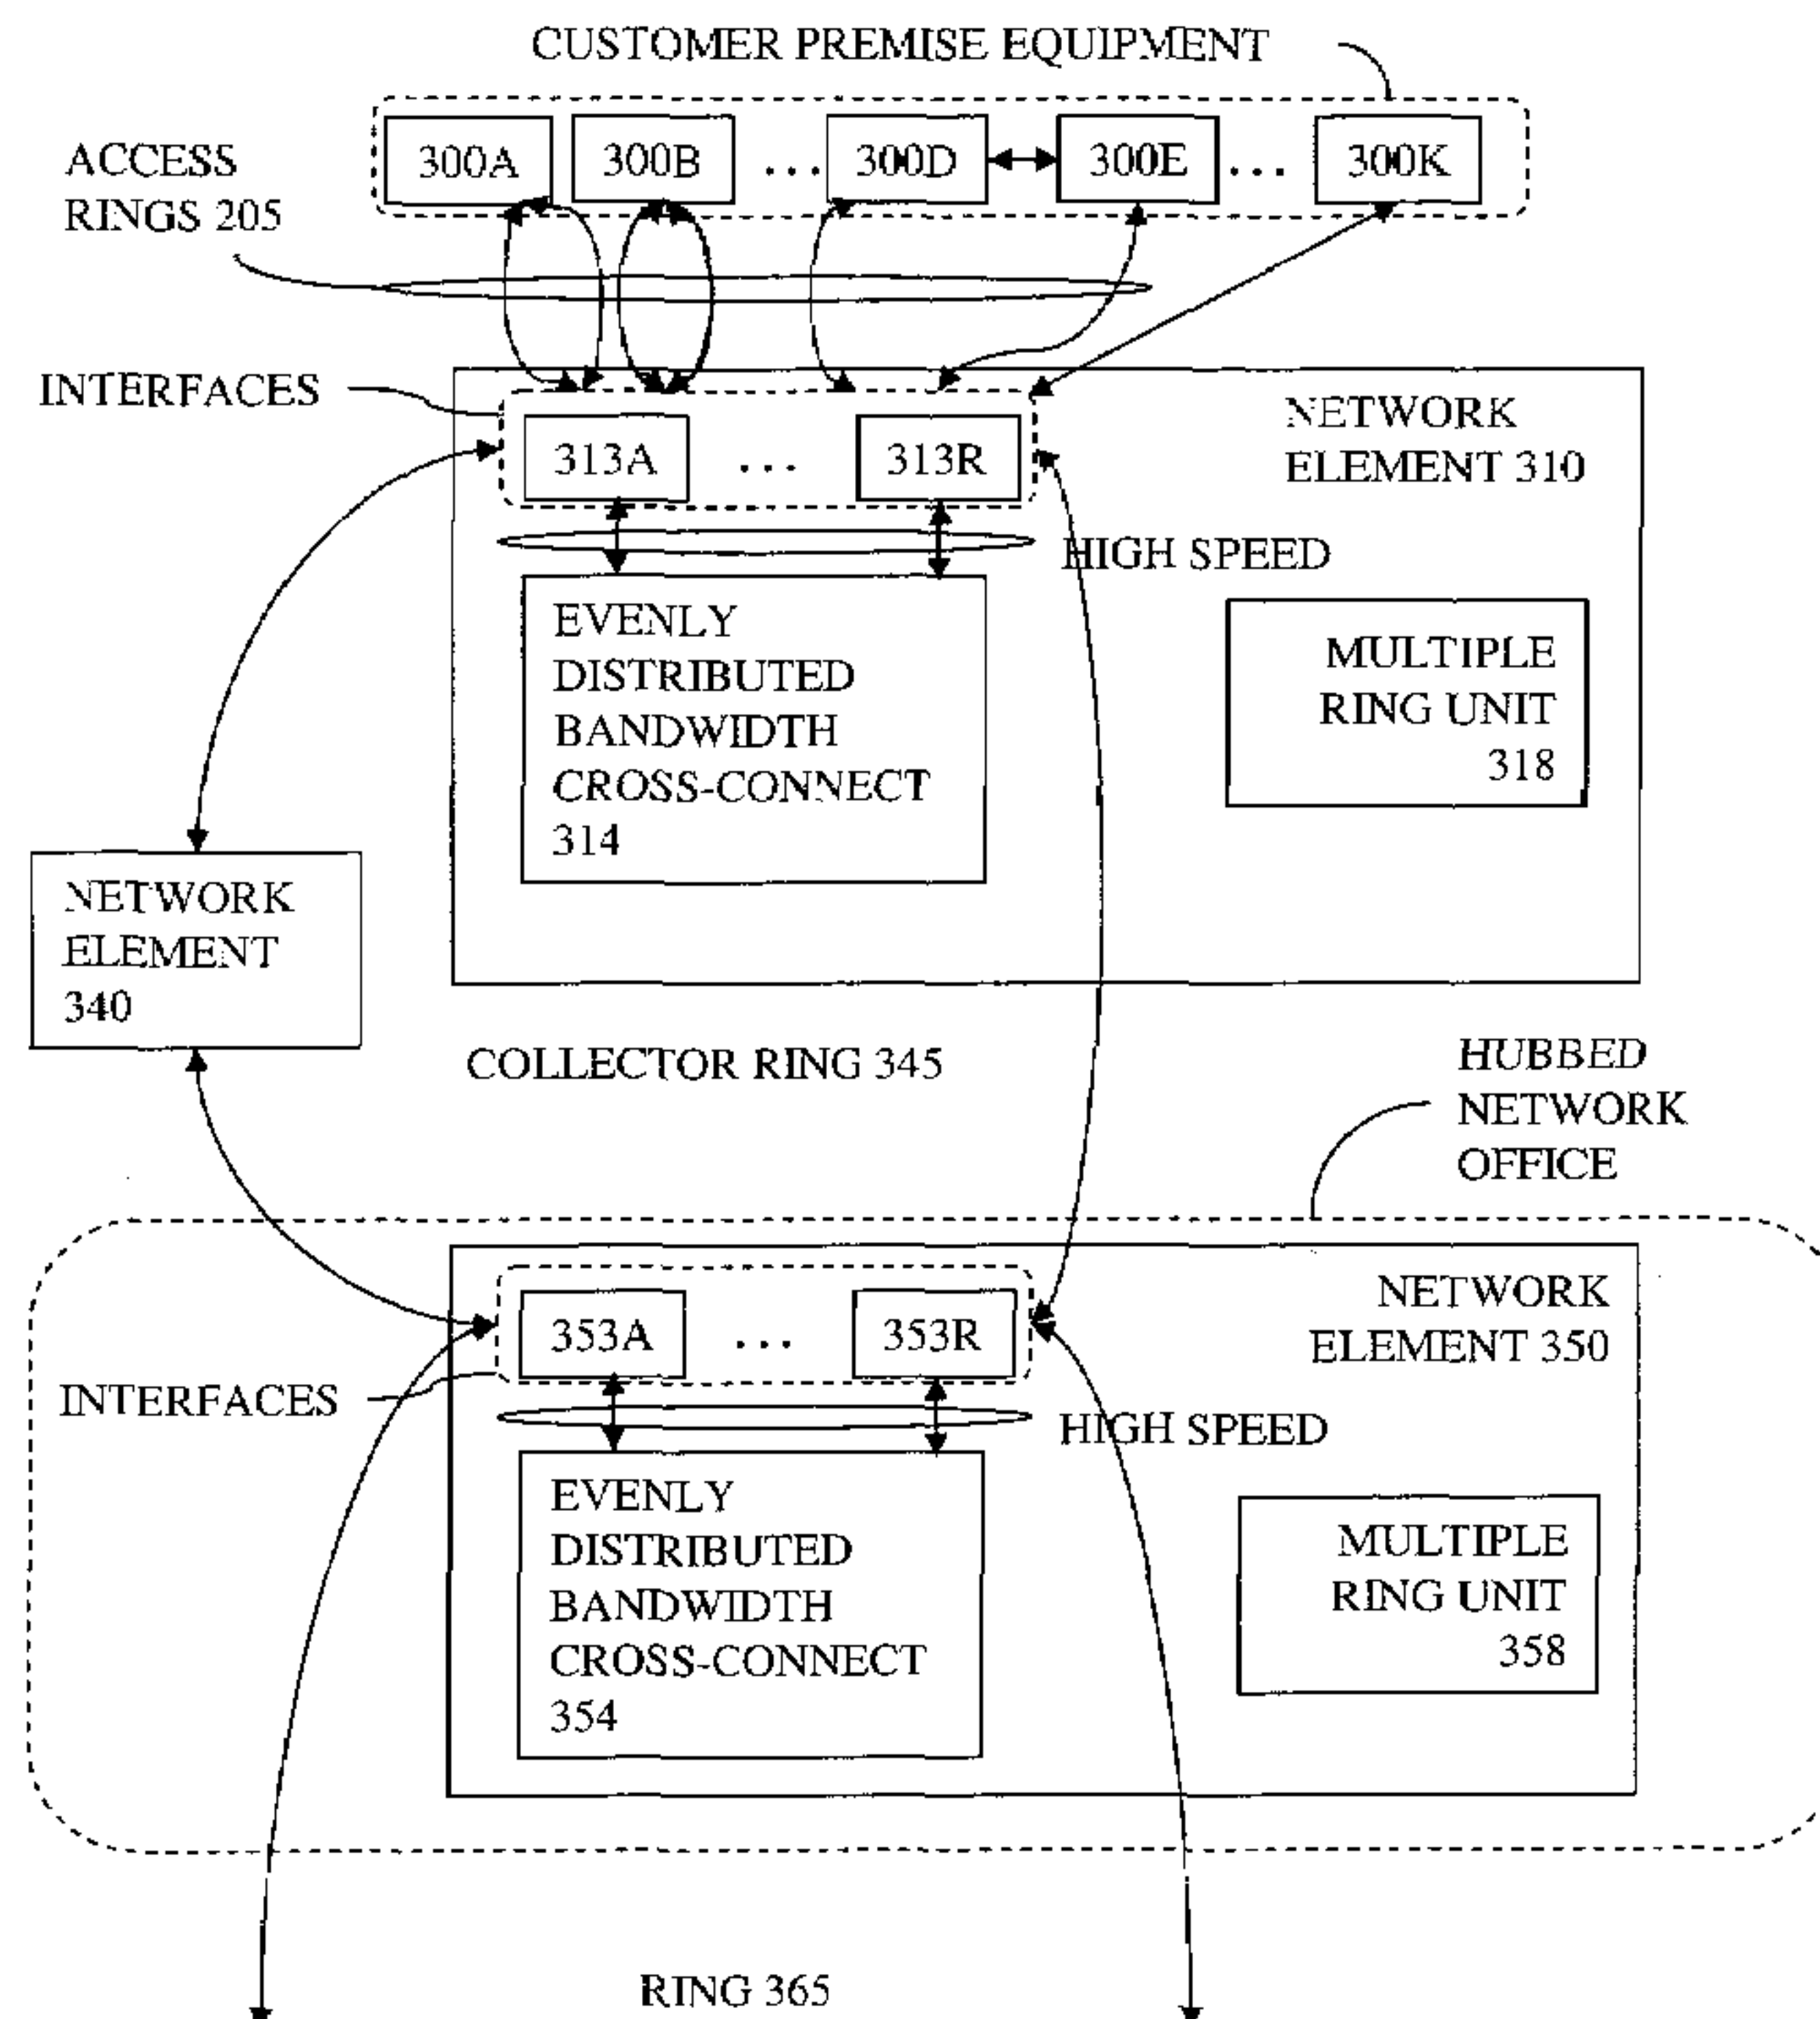 CUSTOMER PREMISE EQUIPMENT
ACCESS
RINGS 205
300A
300B
...
300D
300E
...
300K
INTERFACES
313A
...
313R
NETWORK
ELEMENT 310
HIGH SPEED
EVENLY
DISTRIBUTED
BANDWIDTH
CROSS-CONNECT
314
MULTIPLE
RING UNIT
318
NETWORK
ELEMENT
340
COLLECTOR RING 345
HUBBED
NETWORK
OFFICE
353A
...
353R
NETWORK
ELEMENT 350
INTERFACES
HIGH SPEED
EVENLY
DISTRIBUTED
BANDWIDTH
CROSS-CONNECT
354
MULTIPLE
RING UNIT
358
RING 365